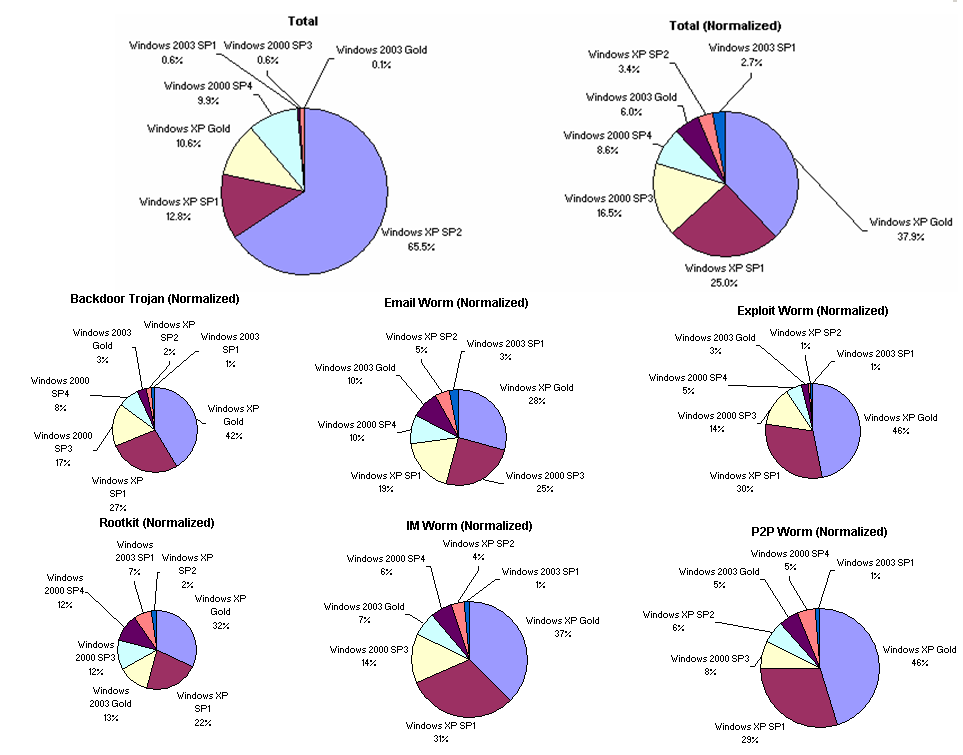 Total
Windows 2003 SP1
0.6%
Windows 2000 SP3
0.6%
Windows 2003 Gold
0.1%
Windows 2000 SP4
9.9%
Windows XP Gold
10.6%
Windows XP SP1
12.8%
Windows XP SP2
65.5%
Total (Normalized)
Windows 2003 SP1
2.7%
Windows XP SP2
3.4%
Windows 2003 Gold
6.0%
Windows 2000 SP4
8.6%
Windows 2000 SP3
16.5%
Windows XP Gold
37.9%
Windows XP SP1
25.0%
Backdoor Trojan (Normalized)
Windows XP
SP2
2%
Windows 2003
Gold
3%
Windows 2003
SP1
1%
Windows 2000
SP4
8%
Windows XP
Gold
42%
Windows 2000
SP3
17%
Windows XP
SP1
27%
Email Worm (Normalized)
Windows XP SP2
5%
Windows 2003 SP1
3%
Windows 2003 Gold
10%
Windows XP Gold
28%
Windows 2000 SP4
10%
Windows XP SP1
19%
Windows 2000 SP3
25%
Exploit Worm (Normalized)
Windows XP SP2
1%
Windows 2003 Gold
3%
Windows 2003 SP1
1%
Windows 2000 SP4
5%
Windows 2000 SP3
14%
Windows XP Gold
46%
Windows XP SP1
30%
Rootkit (Normalized)
Windows
2003 SP1
7%
Windows XP
SP2
2%
Windows
2000 SP4
12%
Windows XP
Gold
32%
Windows
2000 SP3
12%
Windows
2003 Gold
13%
Windows XP
SP1
22%
IM Worm (Normalized)
Windows XP SP2
4%
Windows 2000 SP4
6%
Windows 2003 SP1
1%
Windows 2003 Gold
7%
Windows XP Gold
37%
Windows 2000 SP3
14%
Windows XP SP1
31%
P2P Worm (Normalized)
Windows 2000 SP4
5%
Windows 2003 SP1
1%
Windows 2003 Gold
5%
Windows XP SP2
6%
Windows XP Gold
46%
Windows 2000 SP3
8%
Windows XP SP1
29%